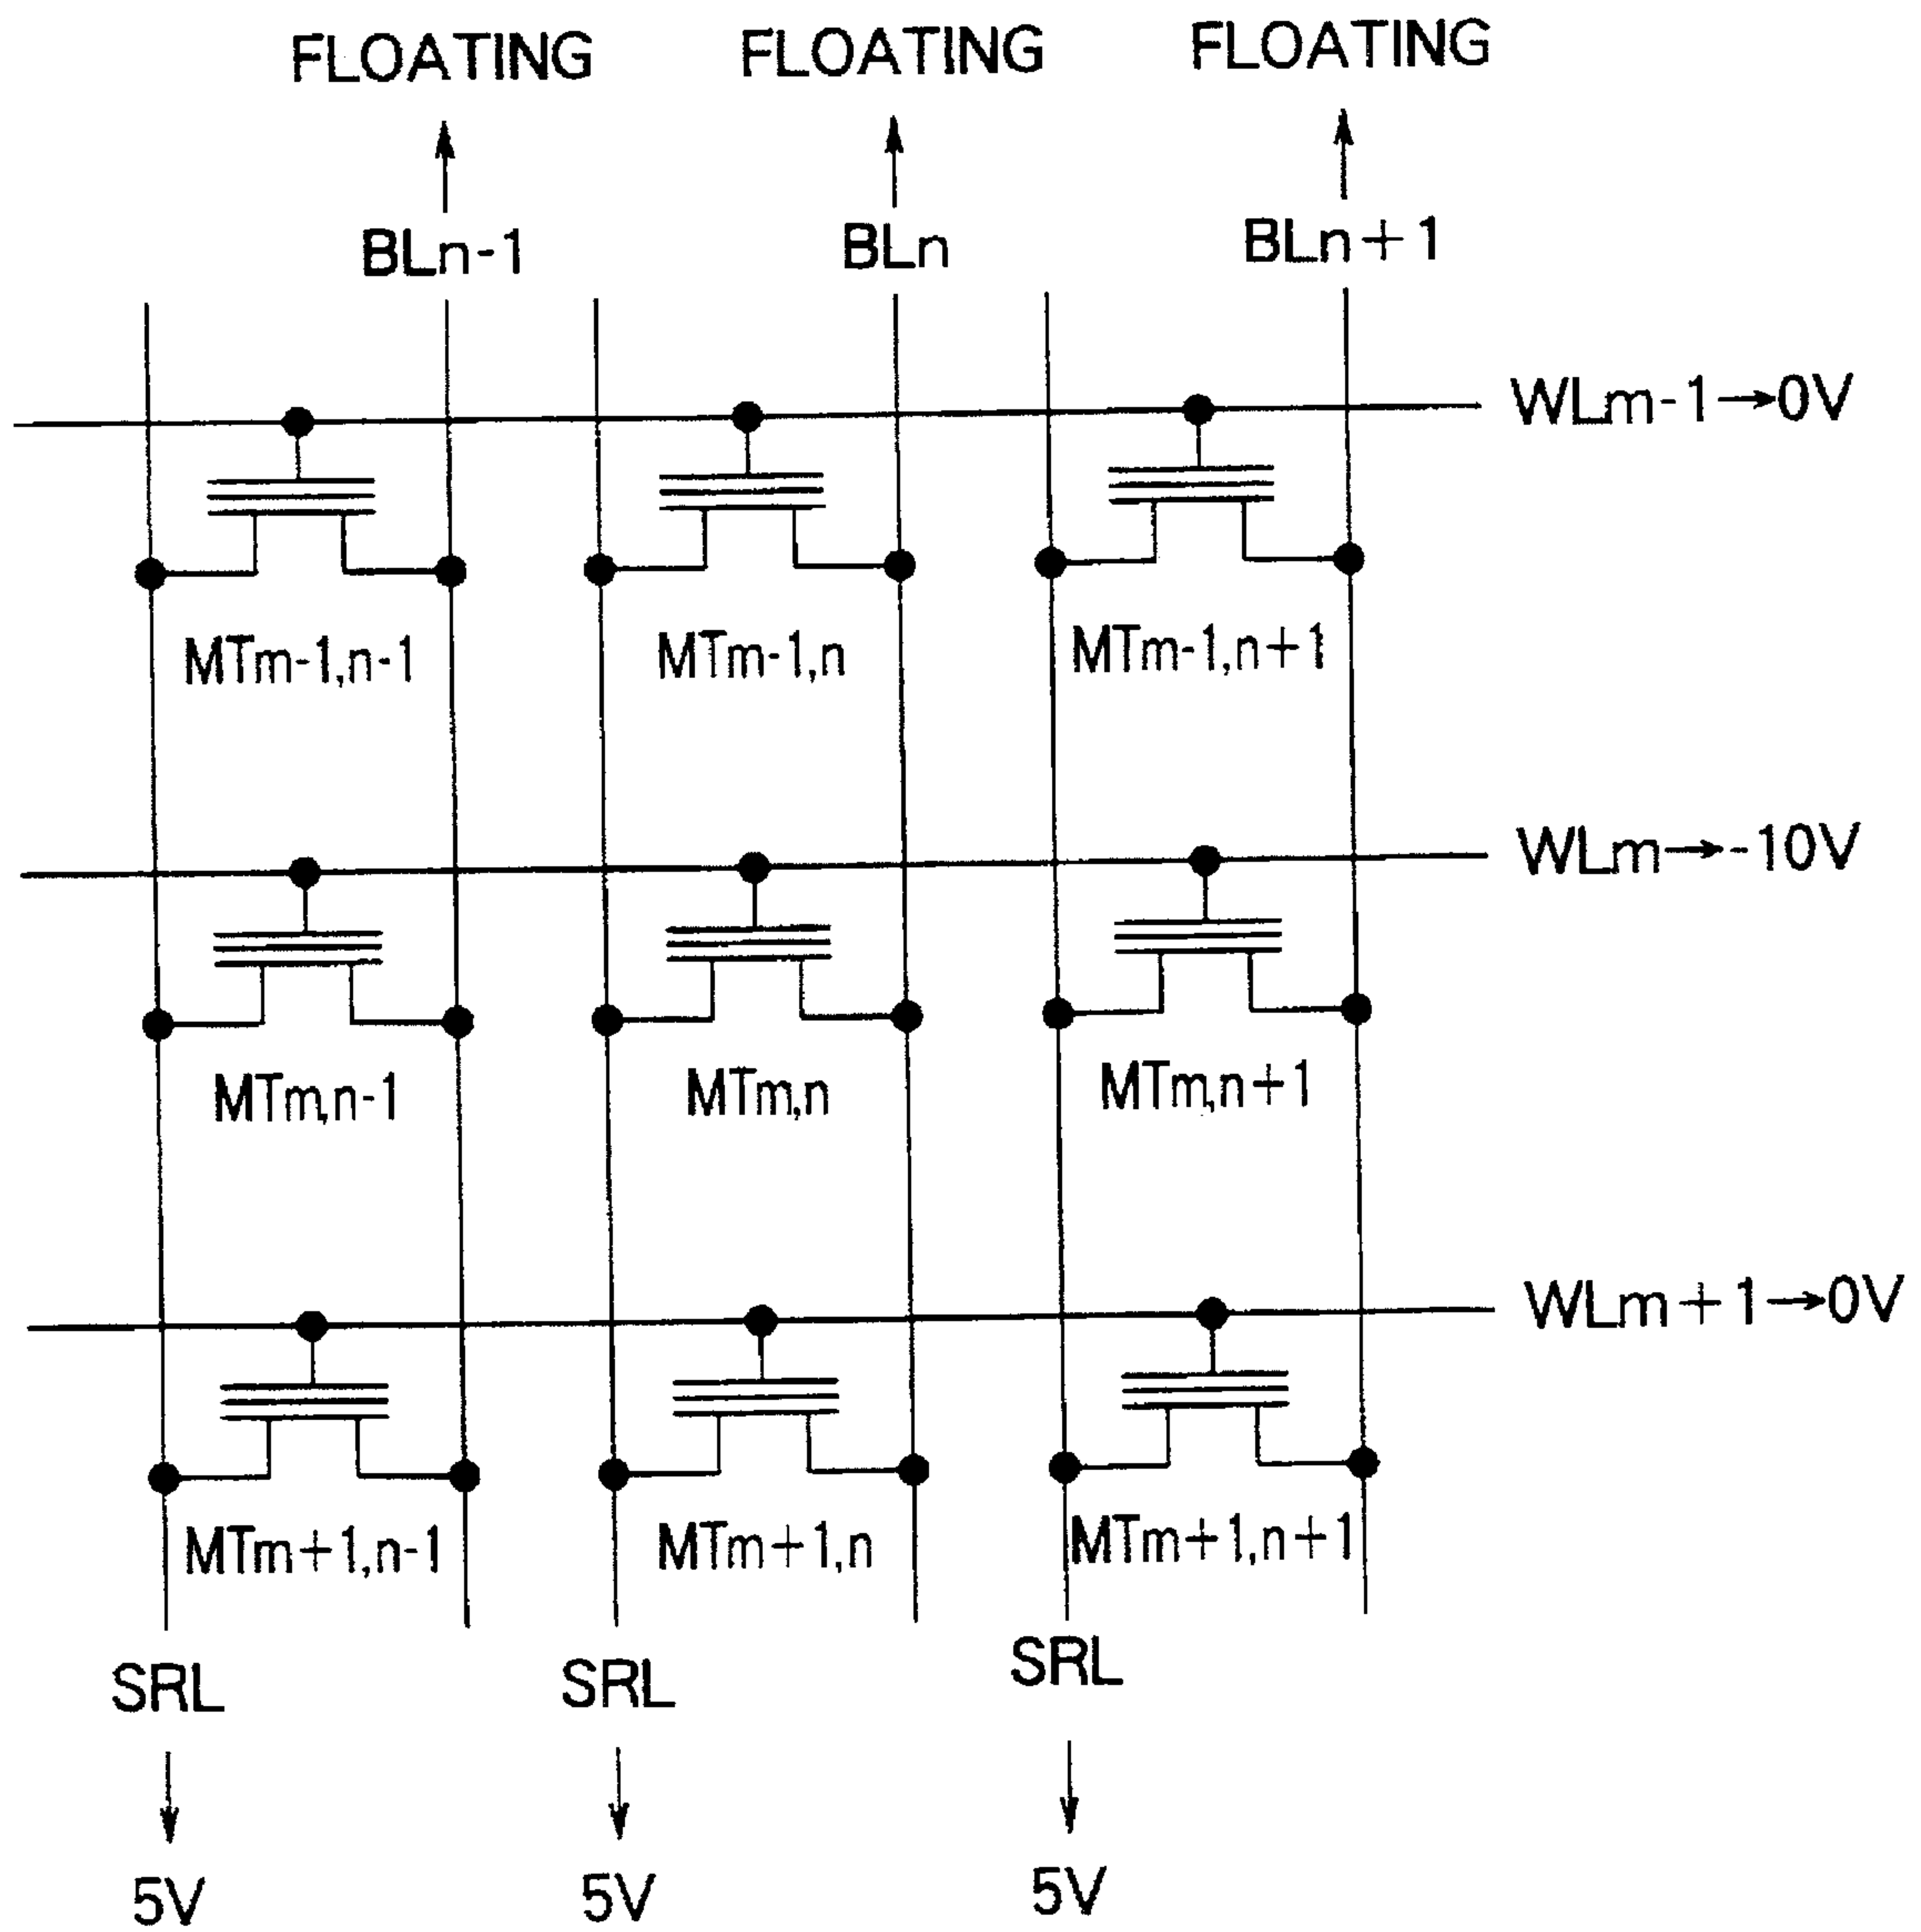 FLOATING FLOATING FLOATING
BLn-1 BLn BLn+1
WLm-1→0V
MTm-1,n-1 MTm-1,n MTm-1,n+1
WLm→-10V
MTm,n-1 MTm,n MTm,n+1
WLm+1→0V
MTm+1,n-1 MTm+1,n MTm+1,n+1
SRL SRL SRL
5V 5V 5V